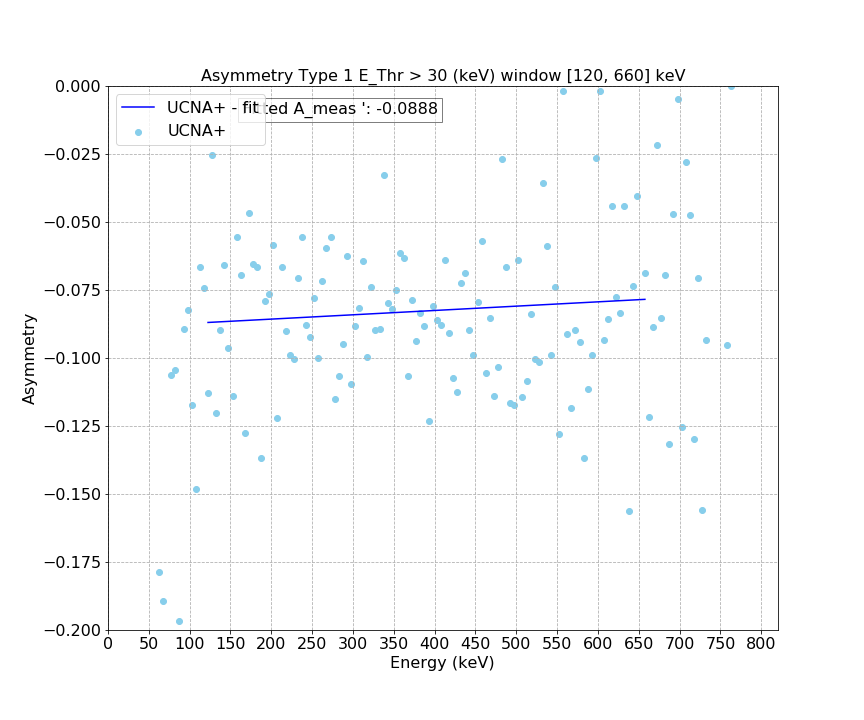 Asymmetry Type 1 E_Thr > 30 (keV) window [120, 660] keV
UCNA+ - fit
ted A_meas ': -0.0888
UCNA+
0.000
−0.025
−0.050
−0.075
−0.100
−0.125
−0.150
−0.175
−0.200
Asymmetry
0 50 100 150 200 250 300 350 400 450 500 550 600 650 700 750 800
Energy (keV)